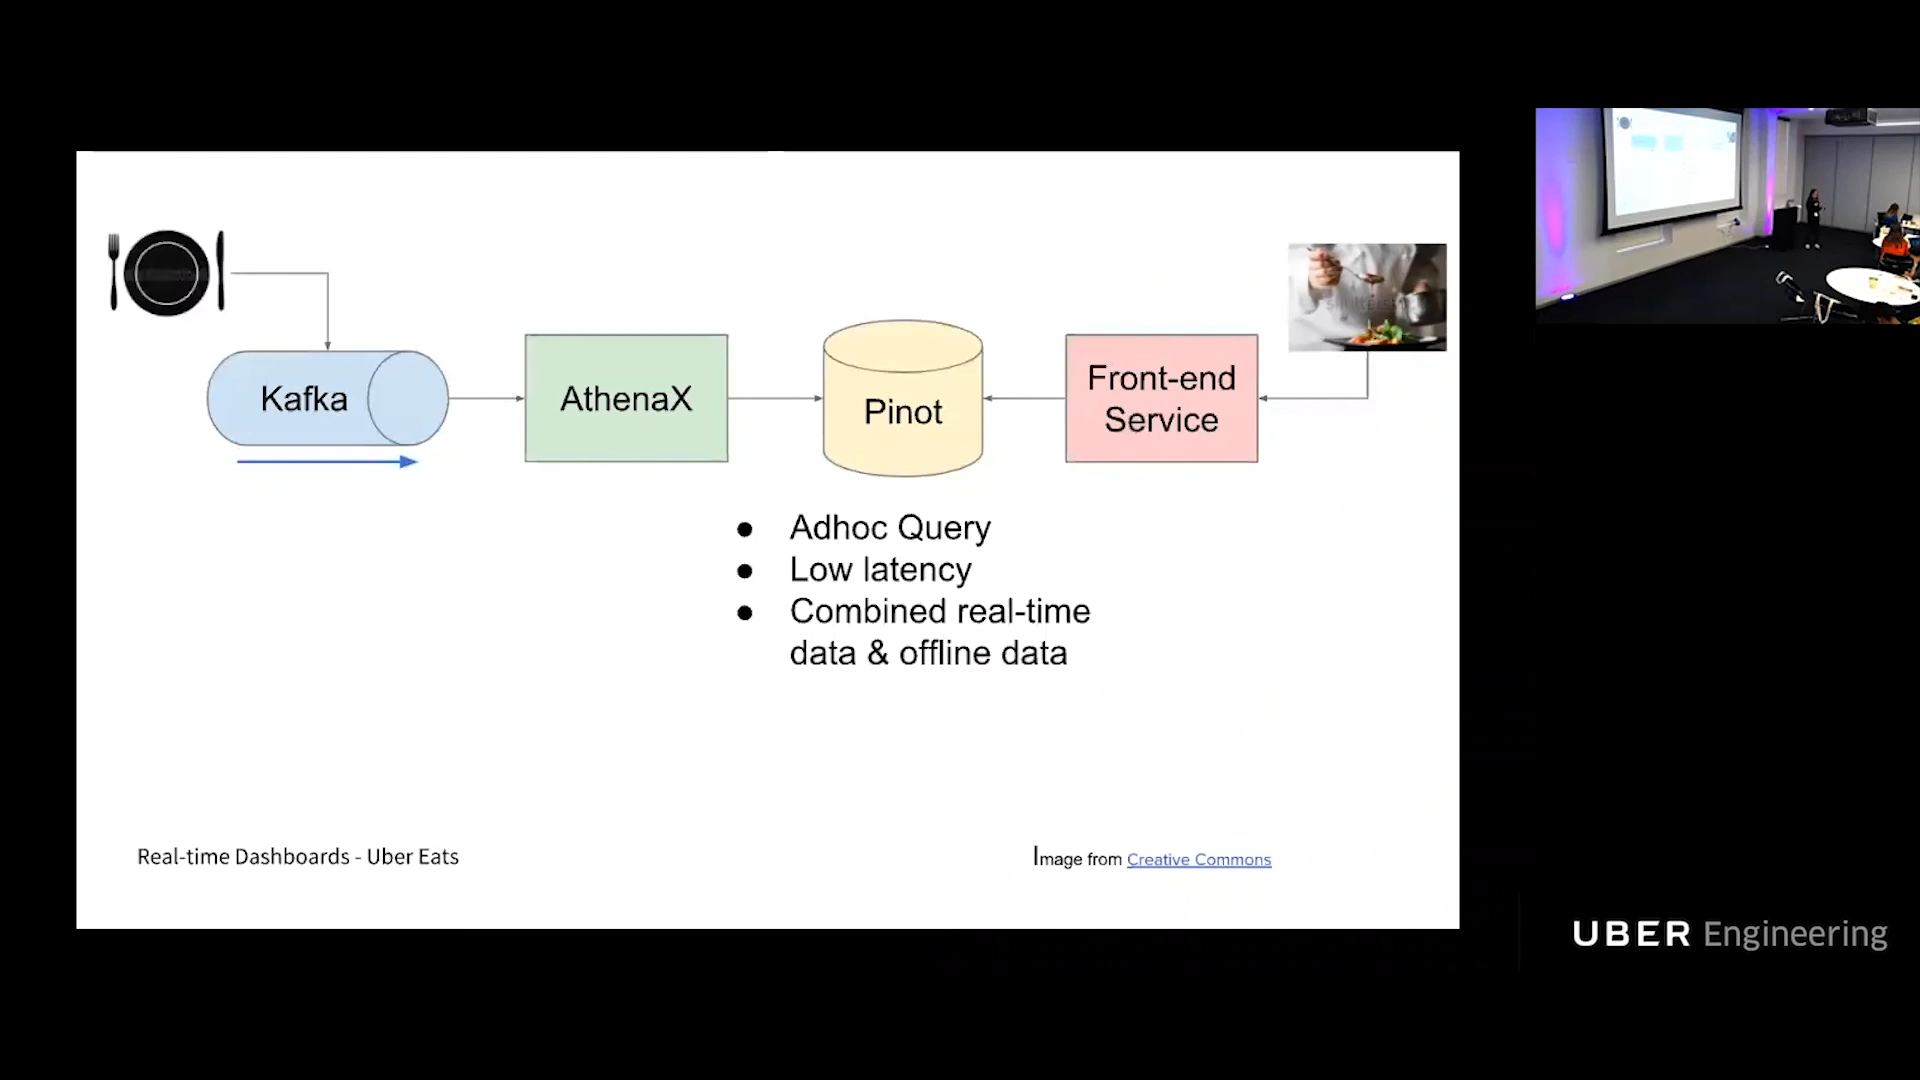 Kafka
AthenaX
Pinot
Front-end
Service
● Adhoc Query
● Low latency
● Combined real-time
data & offline data
Real-time Dashboards - Uber Eats
Image from Creative Commons
UBER Engineering